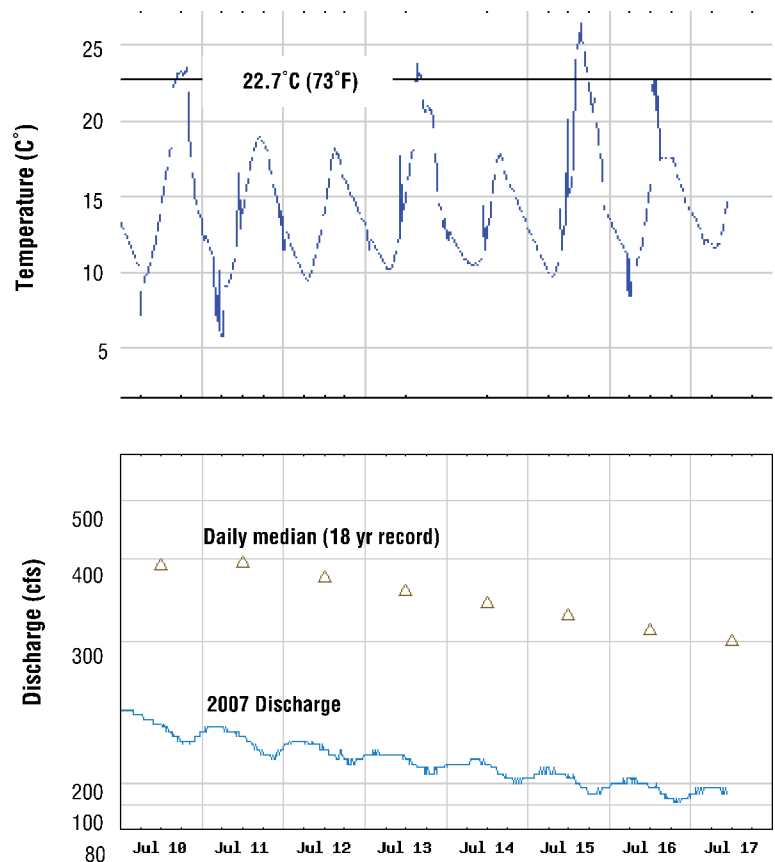 25
22.7°C (73°F)
20
15
10
5
Temperature (C°)
500
Daily median (18 yr record)
400
300
2007 Discharge
200
100
80
Discharge (cfs)
Jul 10 Jul 11 Jul 12 Jul 13 Jul 14 Jul 15 Jul 16 Jul 17